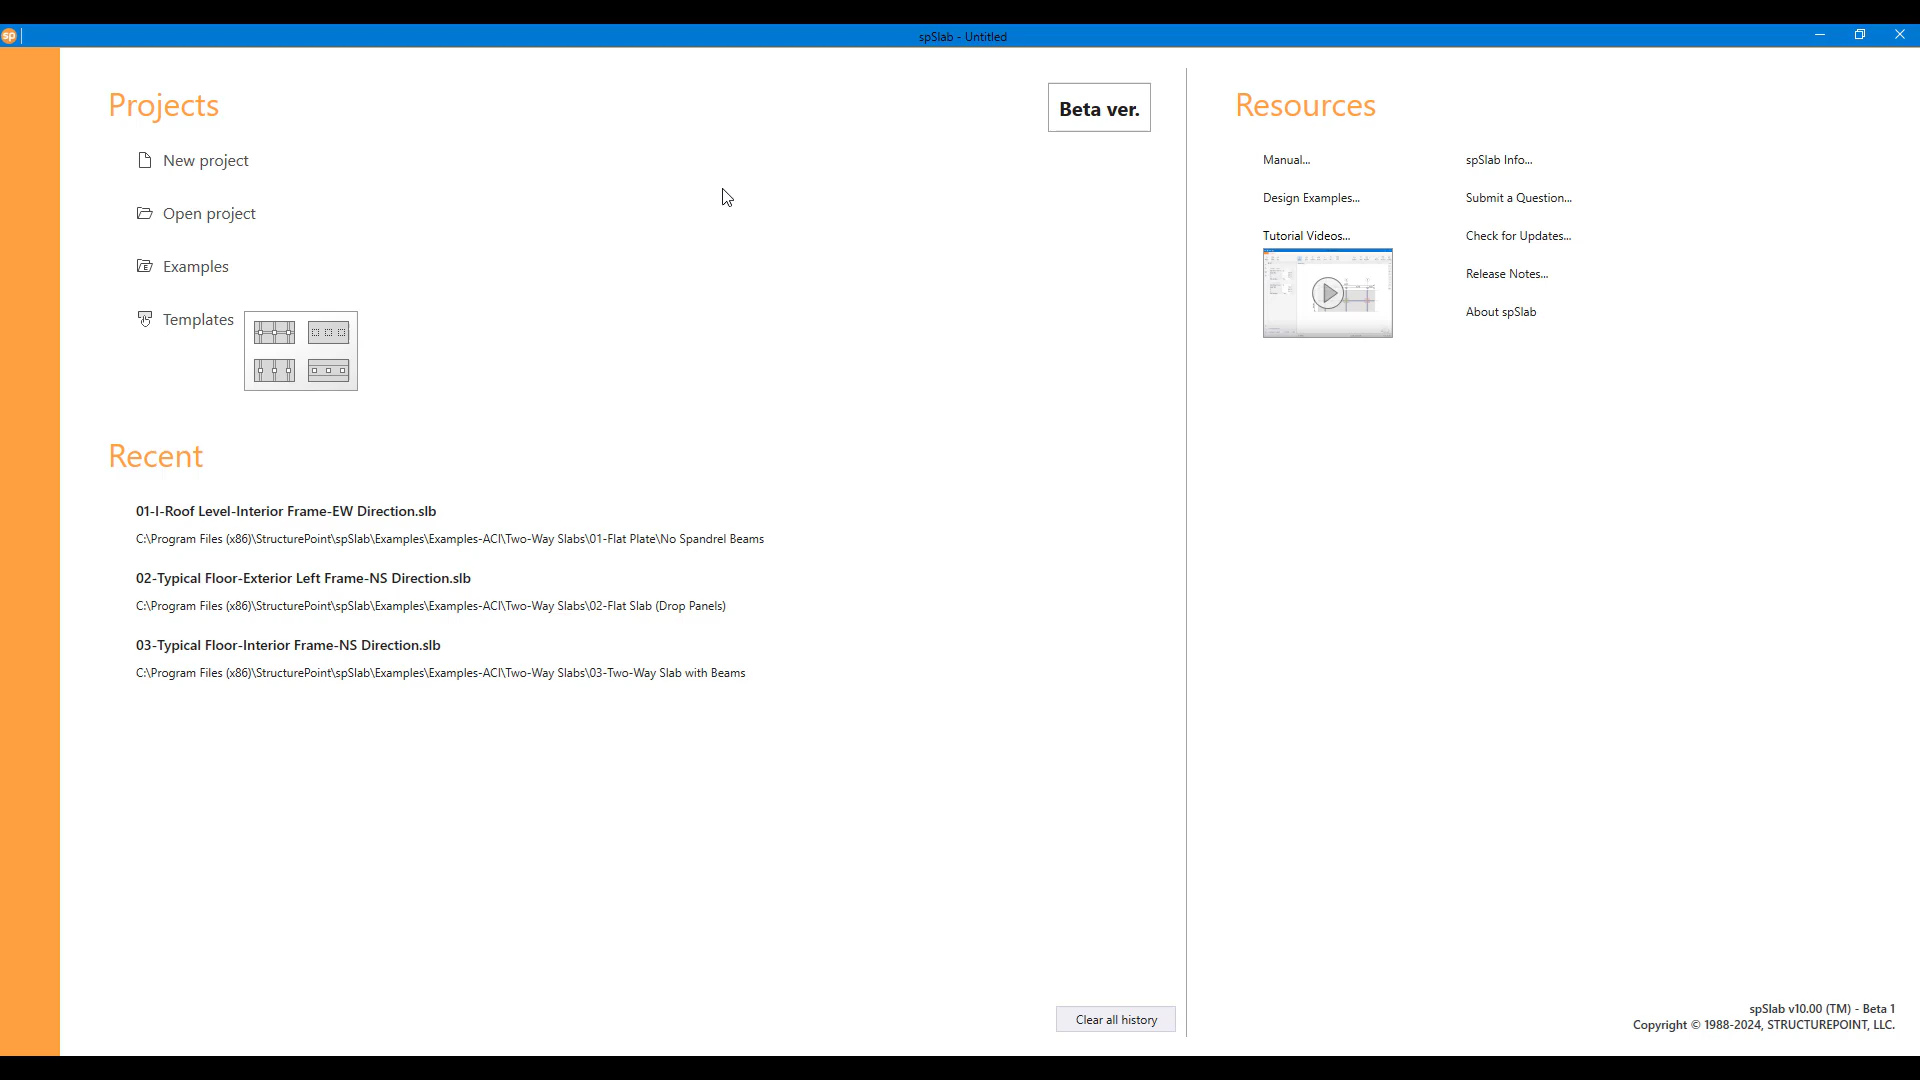 sp
spSlab - Untitled
Projects
Beta ver.
New project
Open project
Examples
Templates
Recent
01-I-Roof Level-Interior Frame-EW Direction.slb
C:\Program Files (x86)\StructurePoint\spSlab\Examples\Examples-ACI\Two-Way Slabs\01-Flat Plate\No Spandrel Beams
02-Typical Floor-Exterior Left Frame-NS Direction.slb
C:\Program Files (x86)\StructurePoint\spSlab\Examples\Examples-ACI\Two-Way Slabs\02-Flat Slab (Drop Panels)
03-Typical Floor-Interior Frame-NS Direction.slb
C:\Program Files (x86)\StructurePoint\spSlab\Examples\Examples-ACI\Two-Way Slabs\03-Two-Way Slab with Beams
Clear all history
Resources
Manual...
Design Examples...
Tutorial Videos...
spSlab Info...
Submit a Question...
Check for Updates...
Release Notes...
About spSlab
spSlab v10.00 (TM) - Beta 1
Copyright © 1988-2024, STRUCTUREPOINT, LLC.